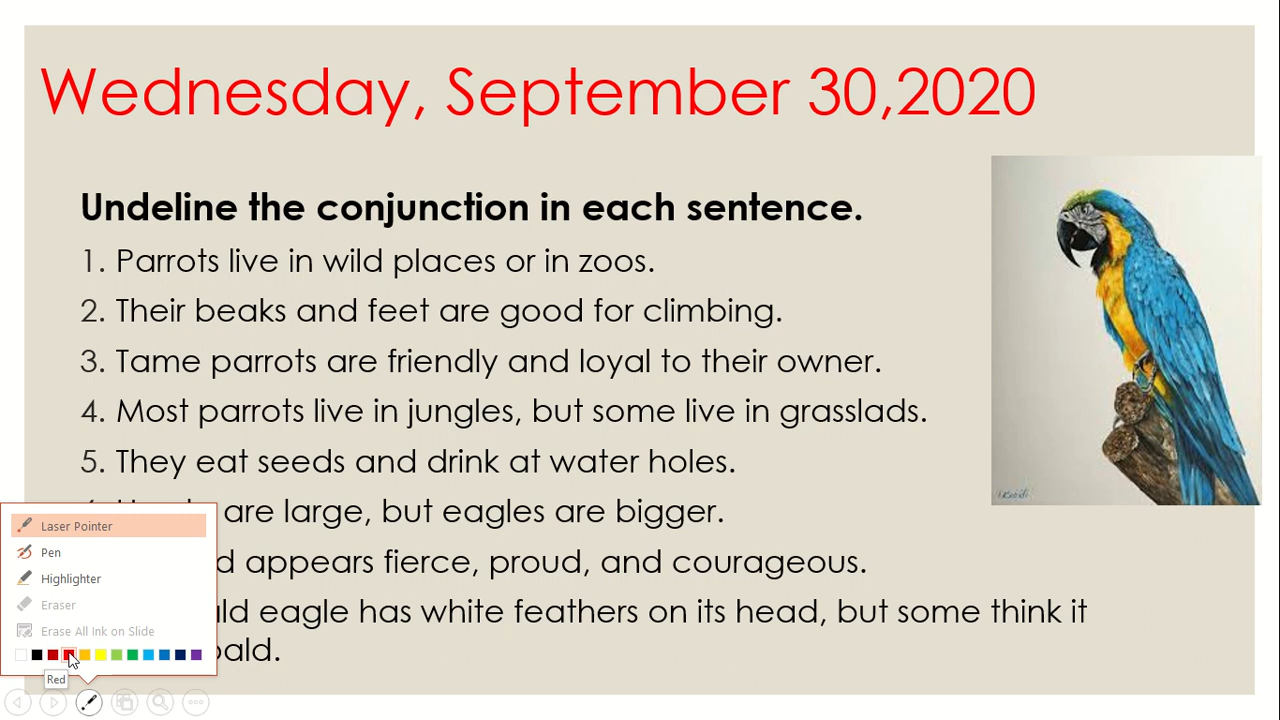 Wednesday, September 30,2020
Undeline the conjunction in each sentence.
1. Parrots live in wild places or in zoos.
2. Their beaks and feet are good for climbing.
3. Tame parrots are friendly and loyal to their owner.
4. Most parrots live in jungles, but some live in grasslads.
5. They eat seeds and drink at water holes.
are large, but eagles are bigger.
appears fierce, proud, and courageous.
eagle has white feathers on its head, but some think it
bald.
Laser Pointer
Pen
Highlighter
Eraser
Erase All Ink on Slide
Red